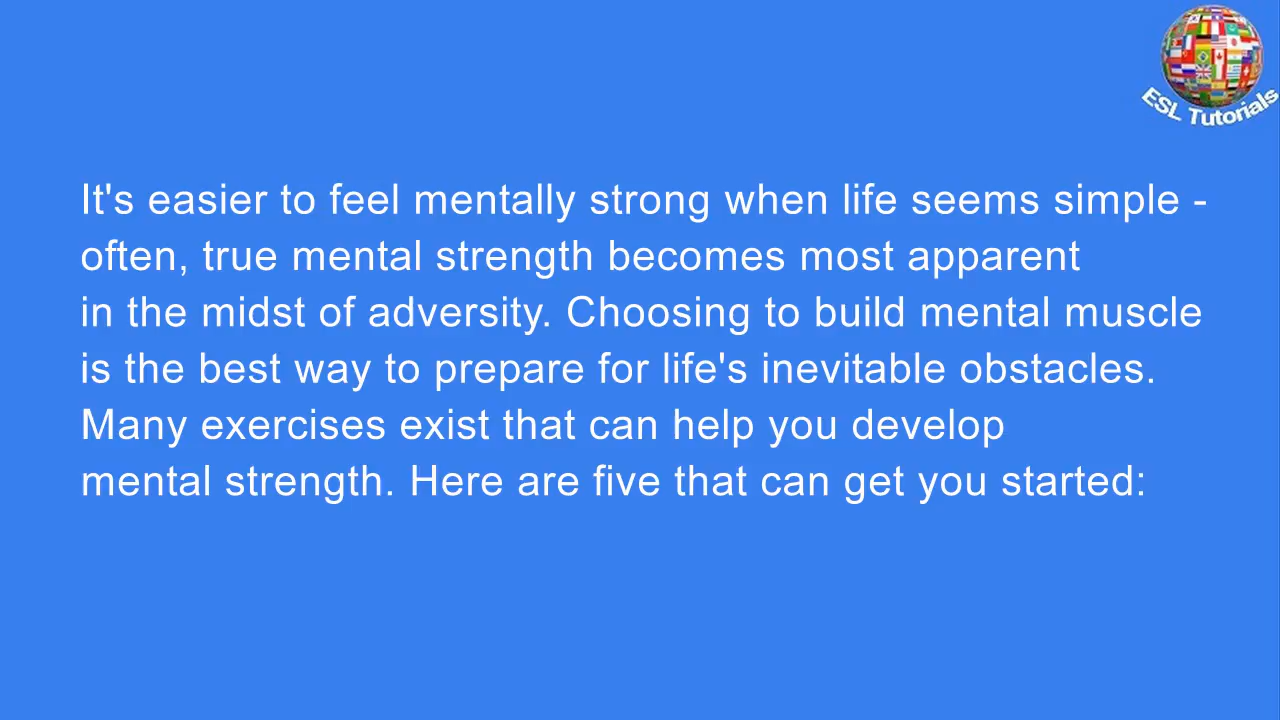 ESL Tutorials
It's easier to feel mentally strong when life seems simple -
often, true mental strength becomes most apparent
in the midst of adversity. Choosing to build mental muscle
is the best way to prepare for life's inevitable obstacles.
Many exercises exist that can help you develop
mental strength. Here are five that can get you started: